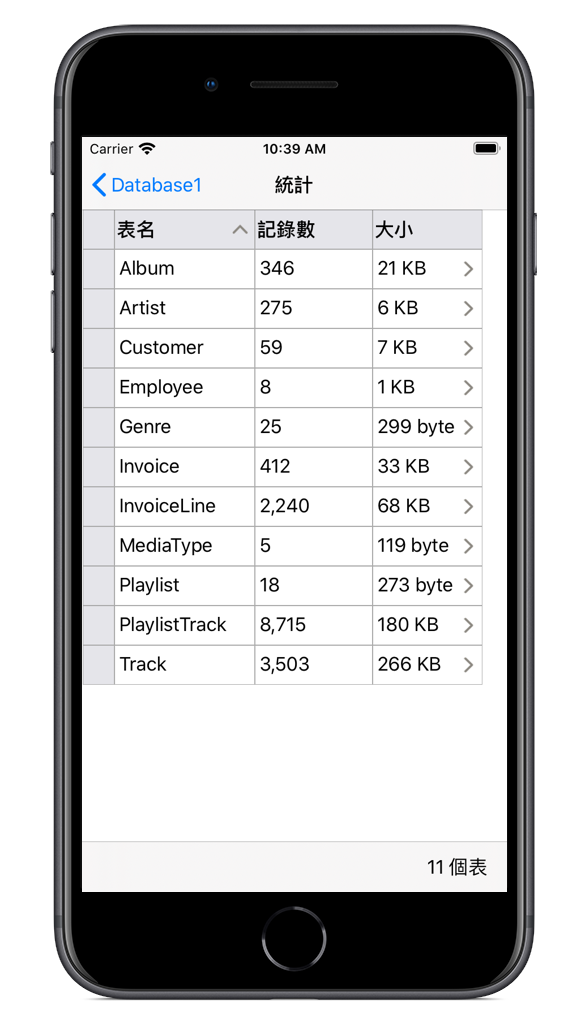 Carrier 10:39 AM
Database1 統計
表名 記錄數 大小
Album 346 21 KB
Artist 275 6 KB
Customer 59 7 KB
Employee 8 1 KB
Genre 25 299 byte
Invoice 412 33 KB
InvoiceLine 2,240 68 KB
MediaType 5 119 byte
Playlist 18 273 byte
PlaylistTrack 8,715 180 KB
Track 3,503 266 KB
11 個表